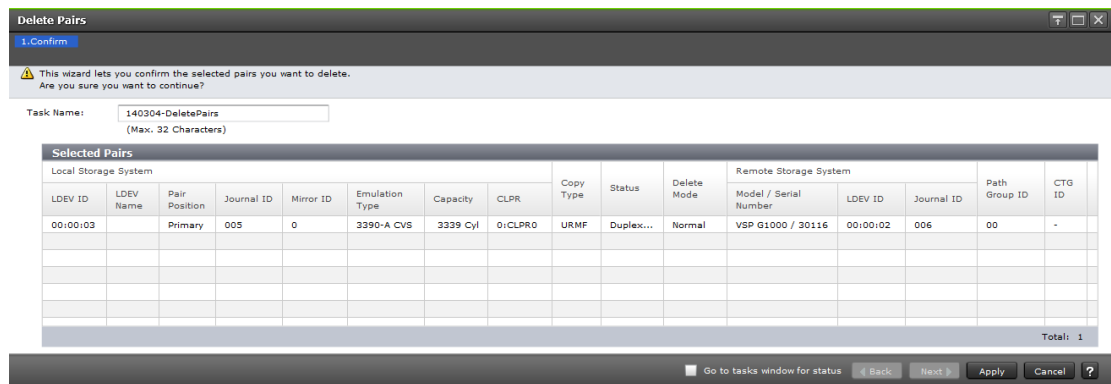 Delete Pairs
1.Confirm
This wizard lets you confirm the selected pairs you want to delete.
Are you sure you want to continue?
Task Name: 140304-DeletePairs
(Max. 32 Characters)
Selected Pairs
Local Storage System Copy Type Status Delete Mode Remote Storage System Path Group ID CTG ID
LDEV ID LDEV Name Pair Position Journal ID Mirror ID Emulation Type Capacity CLPR Model / Serial Number LDEV ID Journal ID
00:00:03 Primary 005 0 3390-A CVS 3339 Cyl 0:CLPR0 URMF Duplex... Normal VSP G1000 / 30116 00:00:02 006 00 -
Total: 1
Go to tasks window for status Back Next Apply Cancel ?